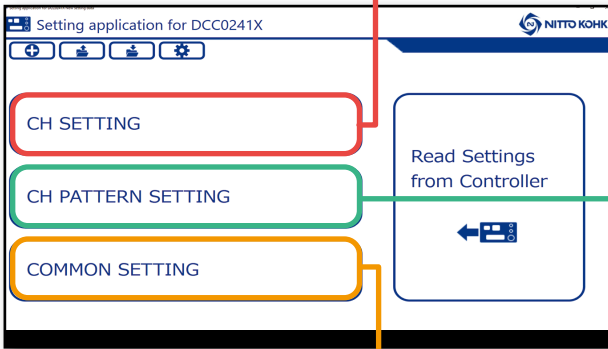 Setting application for DCC0241X
NITTO KOHK
CH SETTING
CH PATTERN SETTING
COMMON SETTING
Read Settings
from Controller